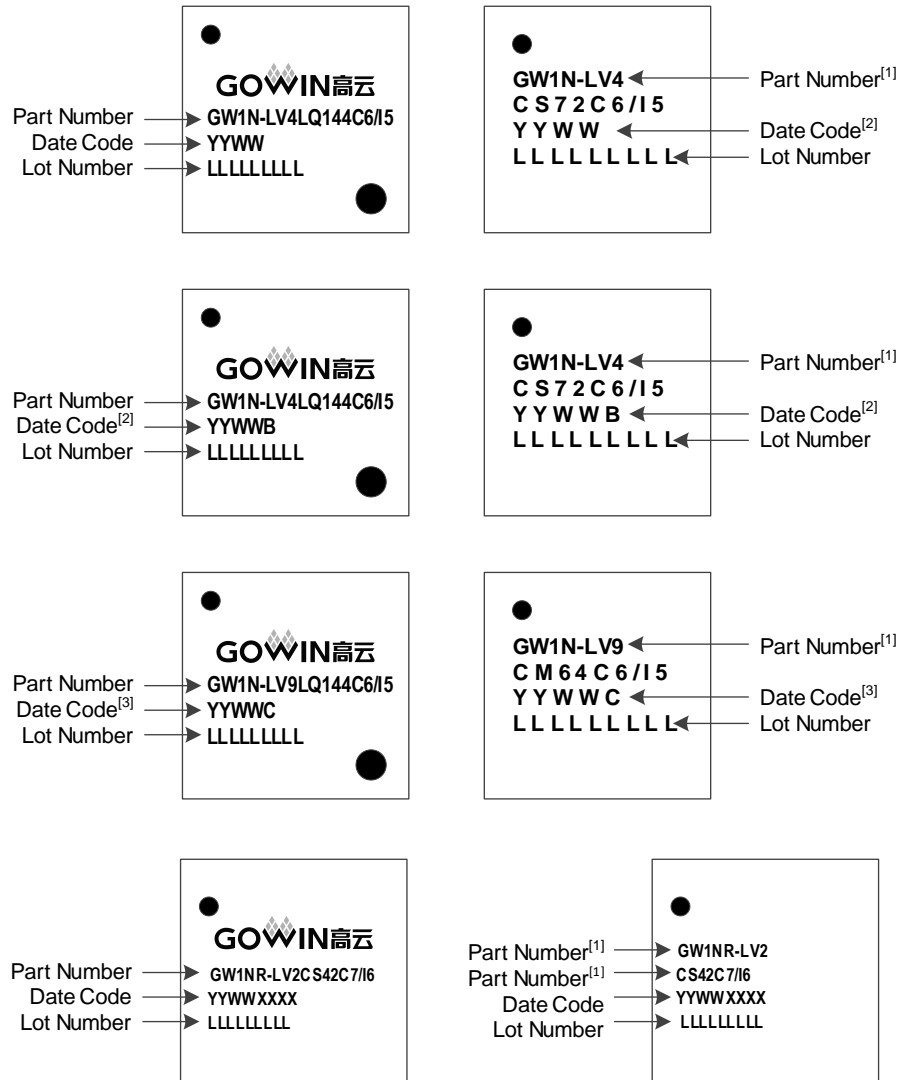 GOWIN高云
Part Number GW1N-LV4LQ144C6/I5
Date Code YYWW
Lot Number LLLLLLLLL
GW1N-LV4 Part Number[1]
CS72C6/I5
YYWW Date Code[2]
LLLLLLLLL Lot Number
GOWIN高云
Part Number GW1N-LV4LQ144C6/I5
Date Code[2] YYWWB
Lot Number LLLLLLLLL
GW1N-LV4 Part Number[1]
CS72C6/I5
YYWWB Date Code[2]
LLLLLLLLL Lot Number
GOWIN高云
Part Number GW1N-LV9LQ144C6/I5
Date Code[3] YYWWC
Lot Number LLLLLLLLL
GW1N-LV9 Part Number[1]
CM64C6/I5
YYWWC Date Code[3]
LLLLLLLLL Lot Number
GOWIN高云
Part Number GW1NR-LV2CS42C7/I6
Date Code YYWWXXXX
Lot Number LLLLLLLLL
Part Number[1] GW1NR-LV2
Part Number[1] CS42C7/I6
Date Code YYWWXXXX
Lot Number LLLLLLLLL